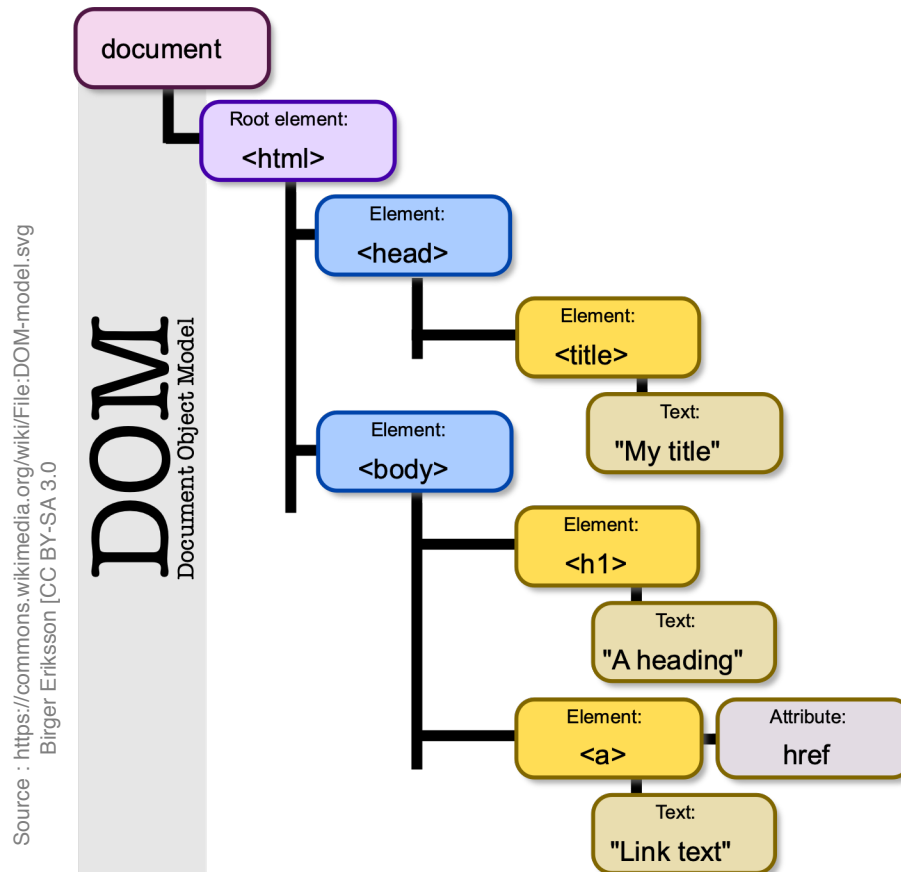 document
Root element:
<html>
Element:
<head>
Element:
<title>
Text:
"My title"
Element:
<body>
Element:
<h1>
Text:
"A heading"
Element:
<a>
Attribute:
href
Text:
"Link text"
DOM
Document Object Model
Source : https://commons.wikimedia.org/wiki/File:DOM-model.svg
Birger Eriksson [CC BY-SA 3.0